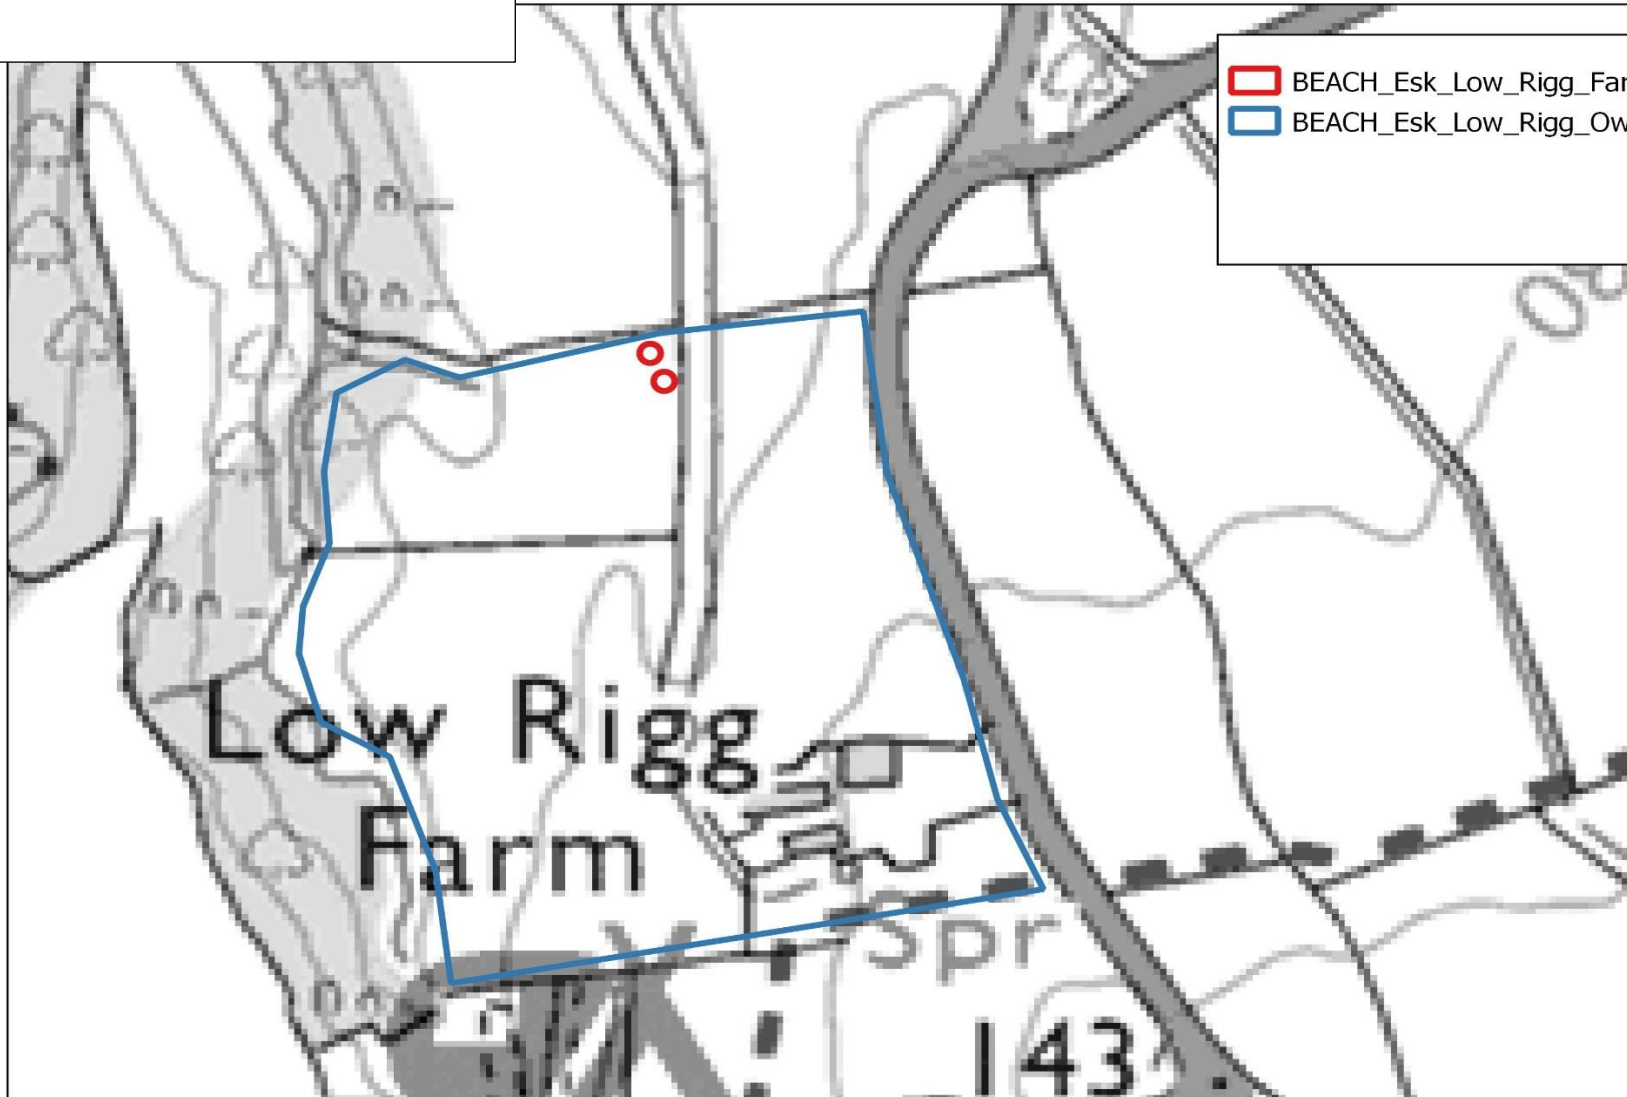 BEACH_Esk_Low_Rigg_Far
BEACH_Esk_Low_Rigg_Ow
Low Rigg
Farm
Spr
143